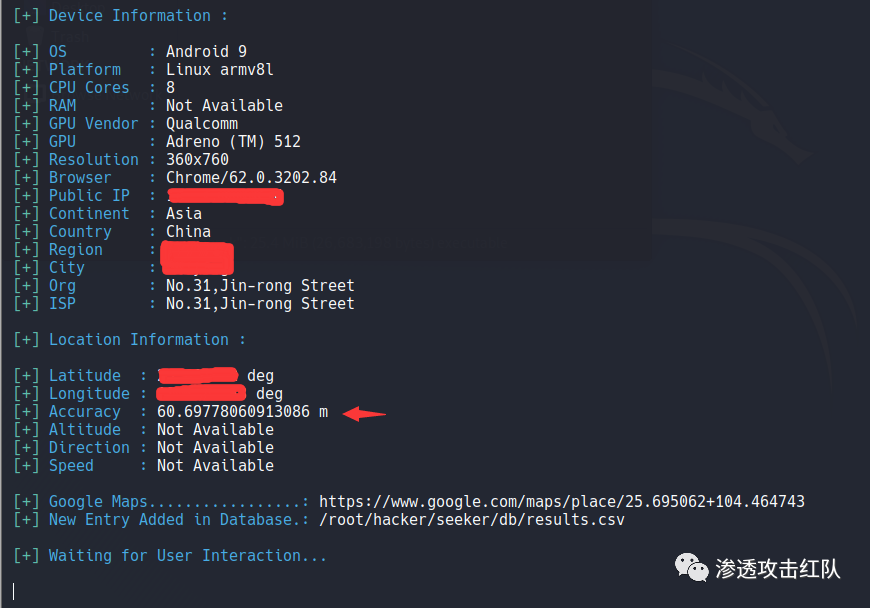 [+] Device Information :
[+] OS : Android 9
[+] Platform : Linux armv8l
[+] CPU Cores : 8
[+] RAM : Not Available
[+] GPU Vendor : Qualcomm
[+] GPU : Adreno (TM) 512
[+] Resolution : 360x760
[+] Browser : Chrome/62.0.3202.84
[+] Public IP :
[+] Continent : Asia
[+] Country : China
[+] Region :
[+] City :
[+] Org : No.31,Jin-rong Street
[+] ISP : No.31,Jin-rong Street
[+] Location Information :
[+] Latitude : deg
[+] Longitude : deg
[+] Accuracy : 60.69778060913086 m
[+] Altitude : Not Available
[+] Direction : Not Available
[+] Speed : Not Available
[+] Google Maps.................: https://www.google.com/maps/place/25.695062+104.464743
[+] New Entry Added in Database.: /root/hacker/seeker/db/results.csv
[+] Waiting for User Interaction...
渗透攻击红队